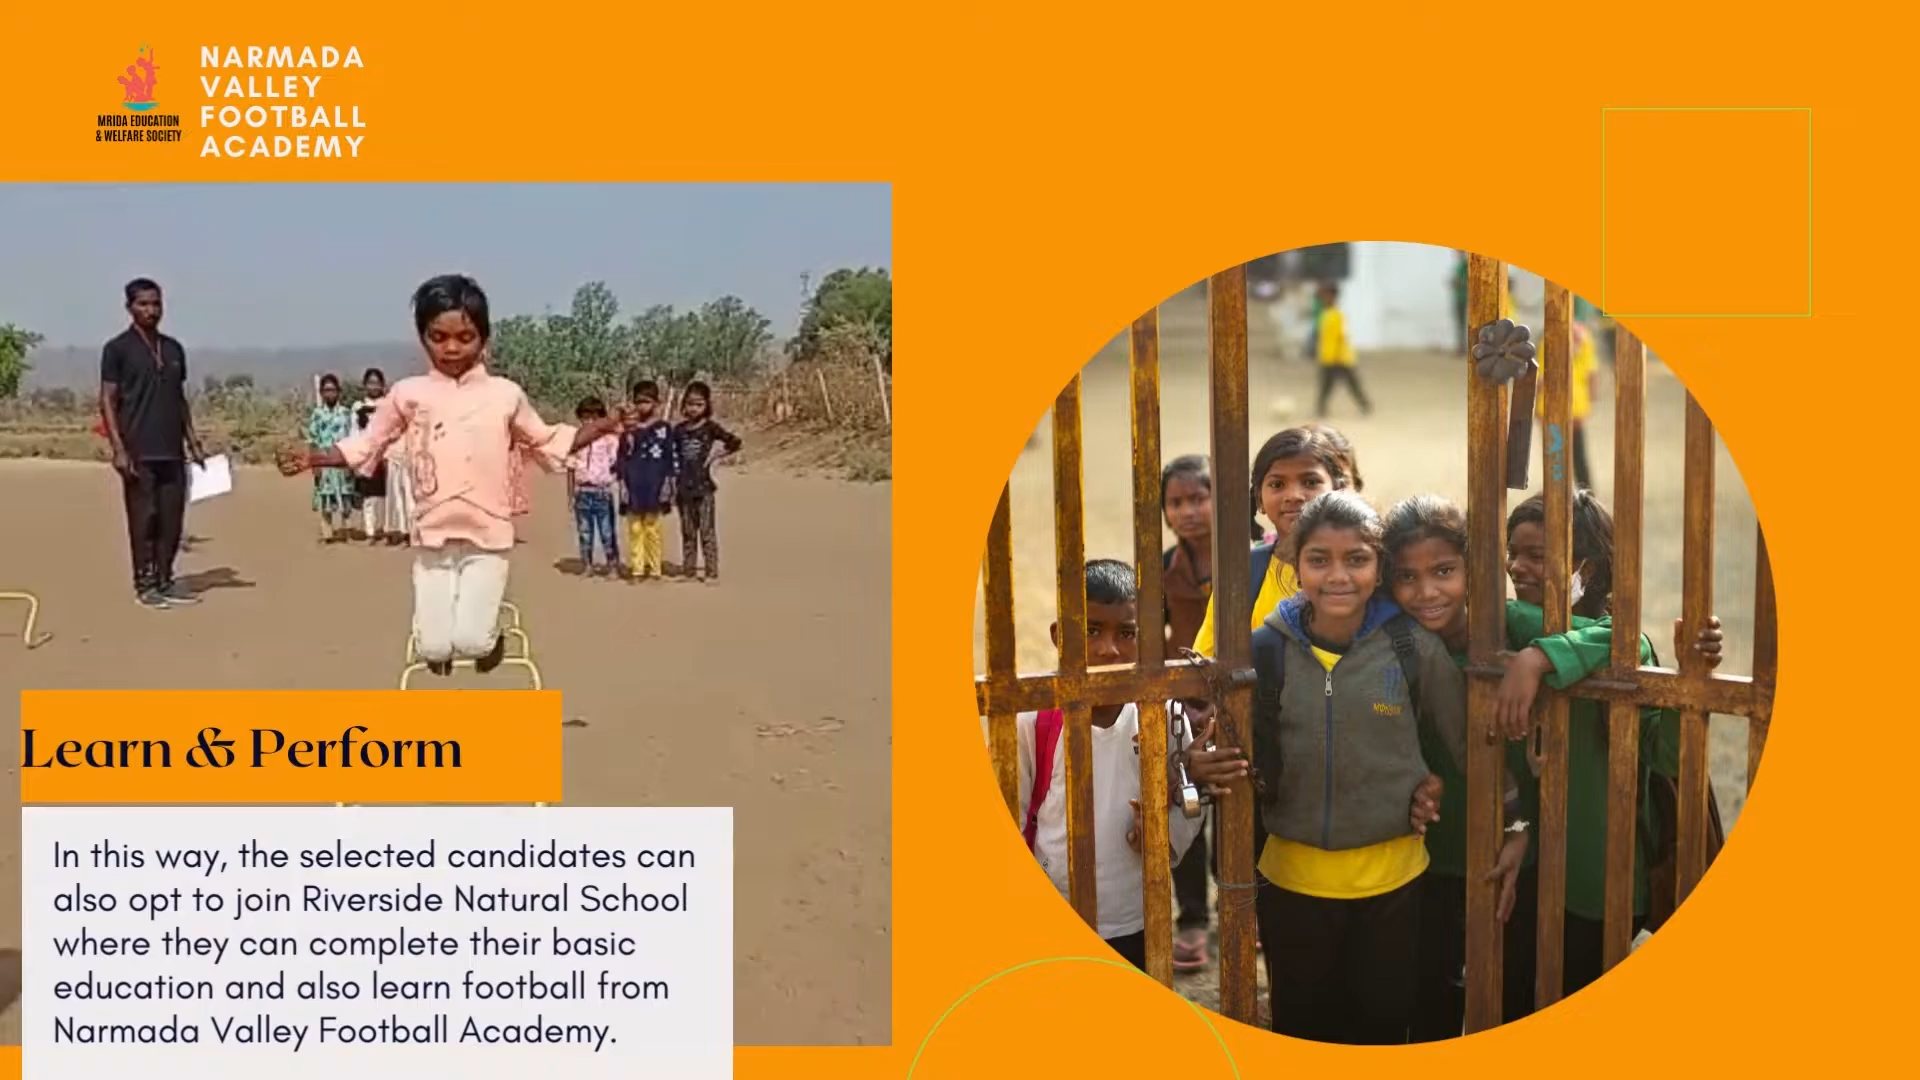 MRIDA EDUCATION
& WELFARE SOCIETY
NARMADA
VALLEY
FOOTBALL
ACADEMY
Learn & Perform
In this way, the selected candidates can
also opt to join Riverside Natural School
where they can complete their basic
education and also learn football from
Narmada Valley Football Academy.